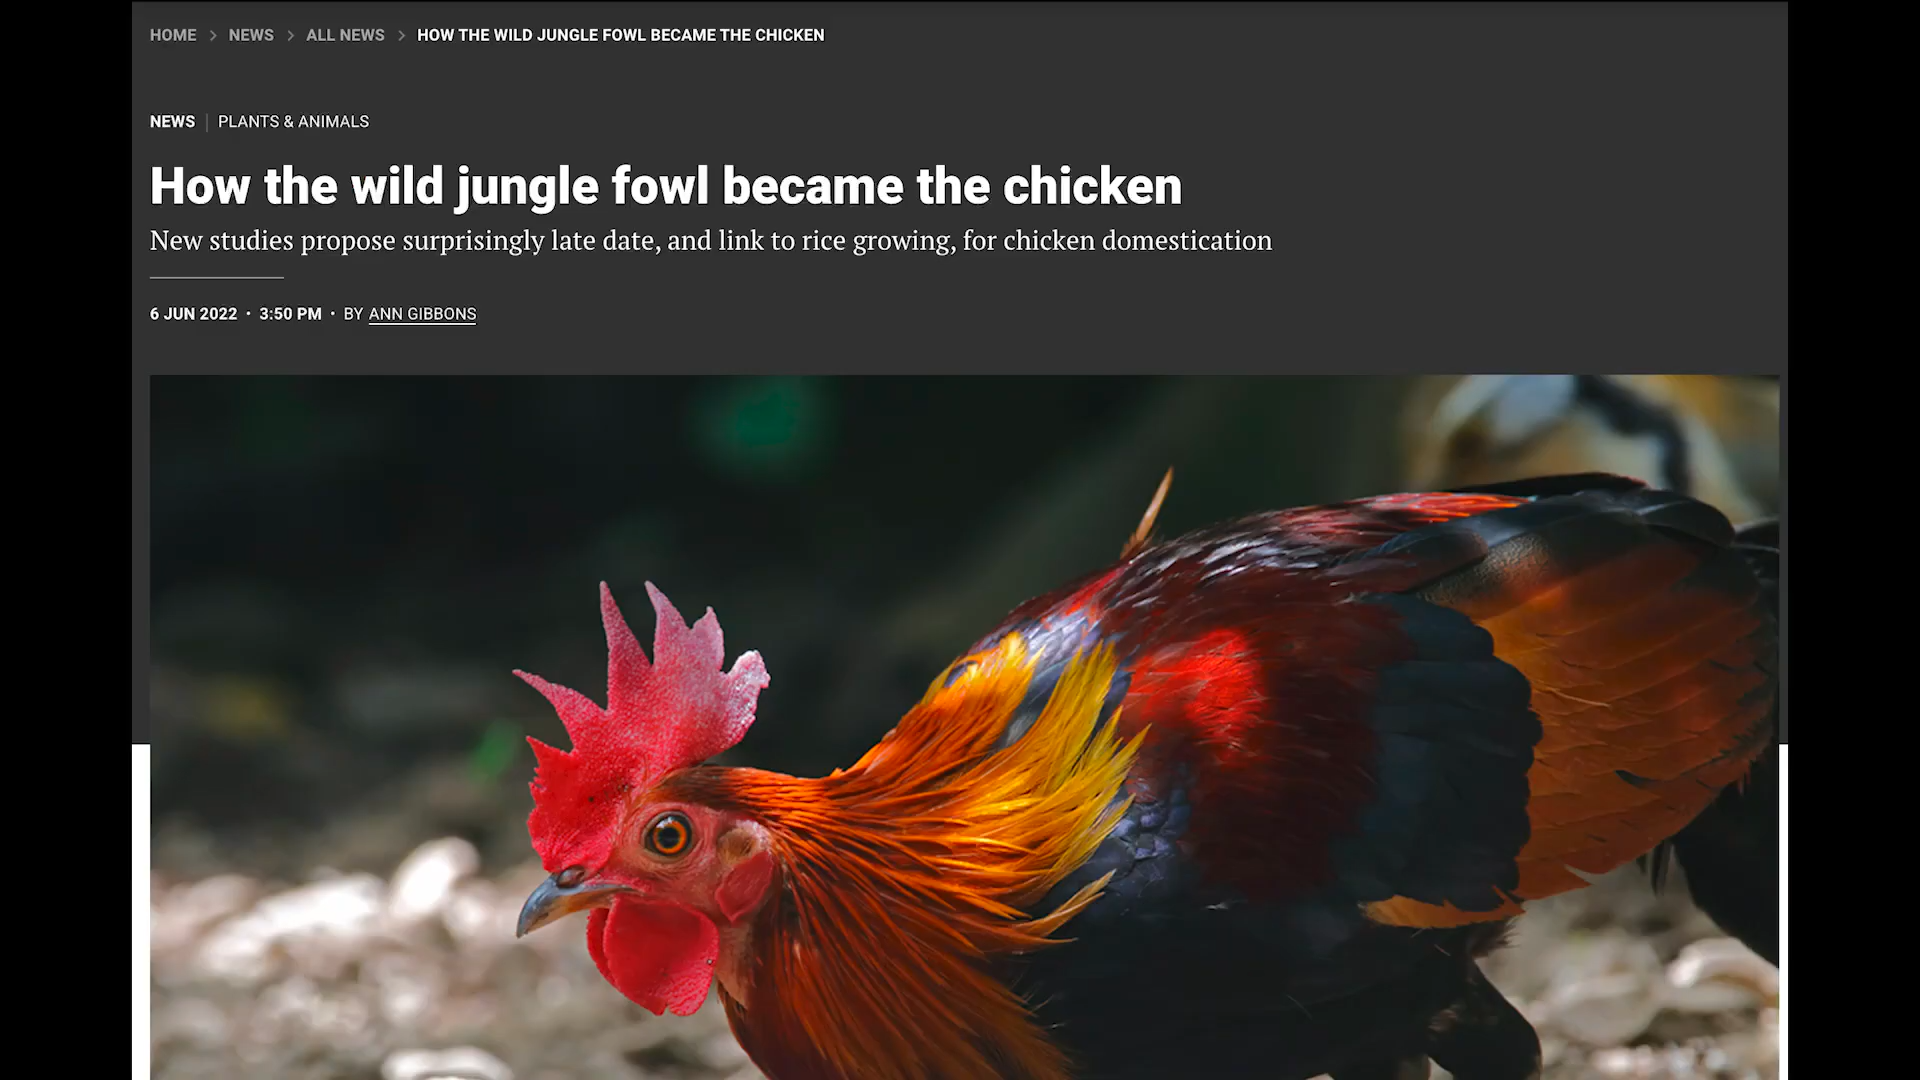 HOME > NEWS > ALL NEWS > HOW THE WILD JUNGLE FOWL BECAME THE CHICKEN
NEWS | PLANTS & ANIMALS
How the wild jungle fowl became the chicken
New studies propose surprisingly late date, and link to rice growing, for chicken domestication
6 JUN 2022 · 3:50 PM · BY ANN GIBBONS